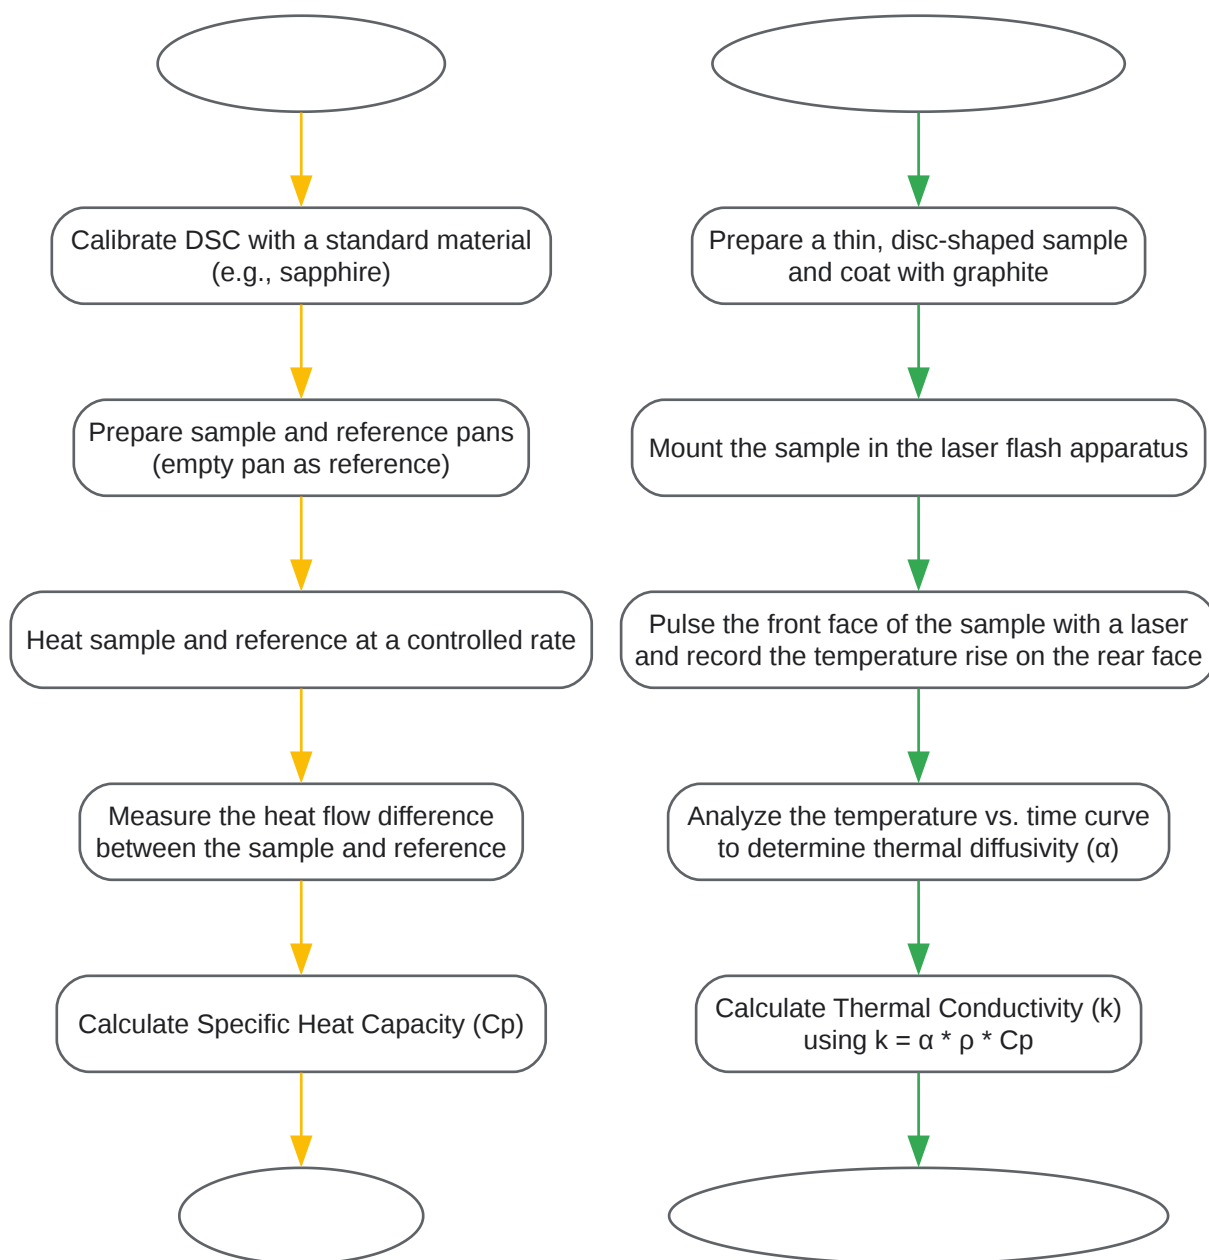 Calibrate DSC with a standard material
(e.g., sapphire)
Prepare sample and reference pans
(empty pan as reference)
Heat sample and reference at a controlled rate
Measure the heat flow difference
between the sample and reference
Calculate Specific Heat Capacity (Cp)
Prepare a thin, disc-shaped sample
and coat with graphite
Mount the sample in the laser flash apparatus
Pulse the front face of the sample with a laser
and record the temperature rise on the rear face
Analyze the temperature vs. time curve
to determine thermal diffusivity (α)
Calculate Thermal Conductivity (k)
using k = α * ρ * Cp